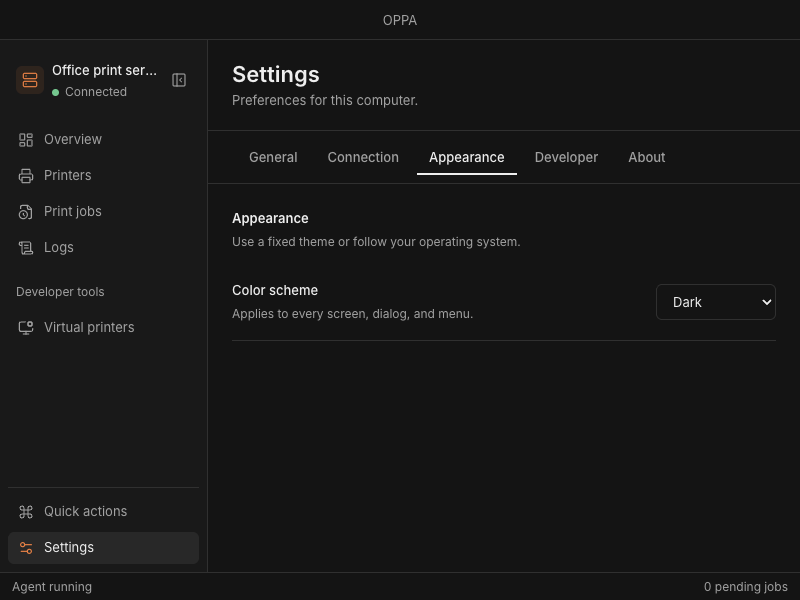 OPPA
Office print ser...
Connected
Overview
Printers
Print jobs
Logs
Developer tools
Virtual printers
Quick actions
Settings
Settings
Preferences for this computer.
General
Connection
Appearance
Developer
About
Appearance
Use a fixed theme or follow your operating system.
Color scheme
Applies to every screen, dialog, and menu.
Dark
Agent running
0 pending jobs